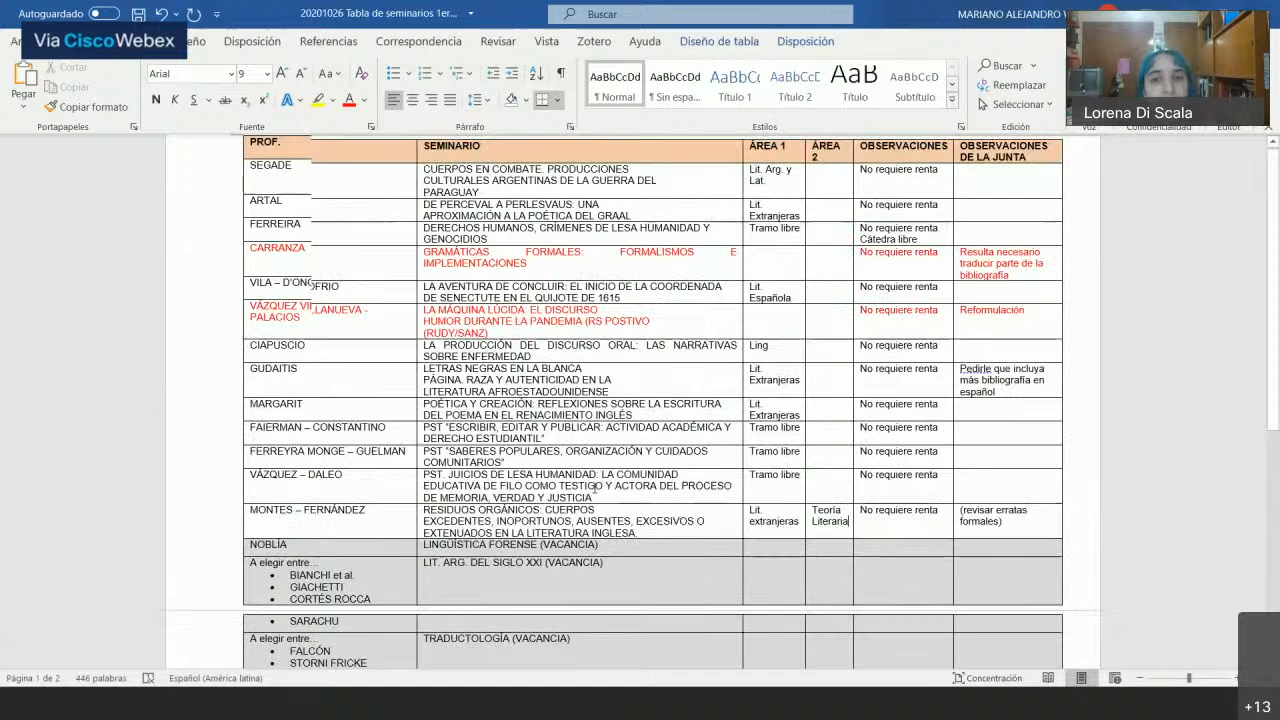 Autoguardado
20201026 Tabla de seminarios 1er...
Buscar
MARIANO ALEJANDRO
Via CiscoWebex
Disposición
Referencias
Correspondencia
Revisar
Vista
Zotero
Ayuda
Diseño de tabla
Disposición
Pegar
Cortar
Copiar
Copiar formato
Portapapeles
Arial
9
Fuente
Párrafo
AaBbCcDd
¶ Normal
AaBbCcDd
¶ Sin espa...
AaBbCc
Título 1
AaBbCcD
Título 2
AaB
Título
AaBbCcD
Subtítulo
Estilos
Buscar
Reemplazar
Seleccionar
Edición
Lorena Di Scala
PROF.
SEMINARIO
ÁREA 1
ÁREA
2
OBSERVACIONES
OBSERVACIONES
DE LA JUNTA
SEGADE
CUERPOS EN COMBATE. PRODUCCIONES
CULTURALES ARGENTINAS DE LA GUERRA DEL
PARAGUAY
Lit. Arg. y
Lat.
No requiere renta
ARTAL
DE PERCEVAL A PERLESVAUS: UNA
APROXIMACIÓN A LA POÉTICA DEL GRAAL
Lit.
Extranjeras
No requiere renta
FERREIRA
DERECHOS HUMANOS, CRÍMENES DE LESA HUMANIDAD Y
GENOCIDIOS
Tramo libre
No requiere renta.
Cátedra libre
CARRANZA
GRAMÁTICAS FORMALES: FORMALISMOS E
IMPLEMENTACIONES
No requiere renta
Resulta necesario
traducir parte de la
bibliografía
VILA – D'ONOFRIO
LA AVENTURA DE CONCLUIR: EL INICIO DE LA COORDENADA
DE SENECTUTE EN EL QUIJOTE DE 1615
Lit.
Española
No requiere renta
VÁZQUEZ VILLANUEVA -
PALACIOS
LA MÁQUINA LÚCIDA: EL DISCURSO
HUMOR DURANTE LA PANDEMIA (RS POSTIVO
(RUDY/SANZ)
No requiere renta
Reformulación
CIAPUSCIO
LA PRODUCCIÓN DEL DISCURSO ORAL: LAS NARRATIVAS
SOBRE ENFERMEDAD
Ling
No requiere renta
GUDAITIS
LETRAS NEGRAS EN LA BLANCA
PÁGINA. RAZA Y AUTENTICIDAD EN LA
LITERATURA AFROESTADOUNIDENSE
Lit.
Extranjeras
No requiere renta
Pedirle que incluya
más bibliografía en
español
MARGARIT
POÉTICA Y CREACIÓN: REFLEXIONES SOBRE LA ESCRITURA
DEL POEMA EN EL RENACIMIENTO INGLÉS
Lit.
Extranjeras
No requiere renta
FAIERMAN – CONSTANTINO
PST "ESCRIBIR, EDITAR Y PUBLICAR: ACTIVIDAD ACADÉMICA Y
DERECHO ESTUDIANTIL"
Tramo libre
No requiere renta
FERREYRA MONGE – GUELMAN
PST "SABERES POPULARES, ORGANIZACIÓN Y CUIDADOS
COMUNITARIOS"
Tramo libre
No requiere renta
VÁZQUEZ – DALEO
PST. JUICIOS DE LESA HUMANIDAD: LA COMUNIDAD
EDUCATIVA DE FILO COMO TESTIGO Y ACTORA DEL PROCESO
DE MEMORIA, VERDAD Y JUSTICIA
Tramo libre
No requiere renta
MONTES – FERNÁNDEZ
RESIDUOS ORGÁNICOS: CUERPOS
EXCEDENTES, INOPORTUNOS, AUSENTES, EXCESIVOS O
EXTENUADOS EN LA LITERATURA INGLESA.
Lit.
extranjeras
Teoría
Literaria
No requiere renta
(revisar erratas
formales)
NOBLÍA
LINGÜÍSTICA FORENSE (VACANCIA)
A elegir entre...
• BIANCHI et al.
• GIACHETTI
• CORTÉS ROCCA
LIT. ARG. DEL SIGLO XXI (VACANCIA)
• SARACHU
A elegir entre...
• FALCÓN
• STORNI FRICKE
TRADUCTOLOGÍA (VACANCIA)
Página 1 de 2
446 palabras
Español (América latina)
Concentración
+13